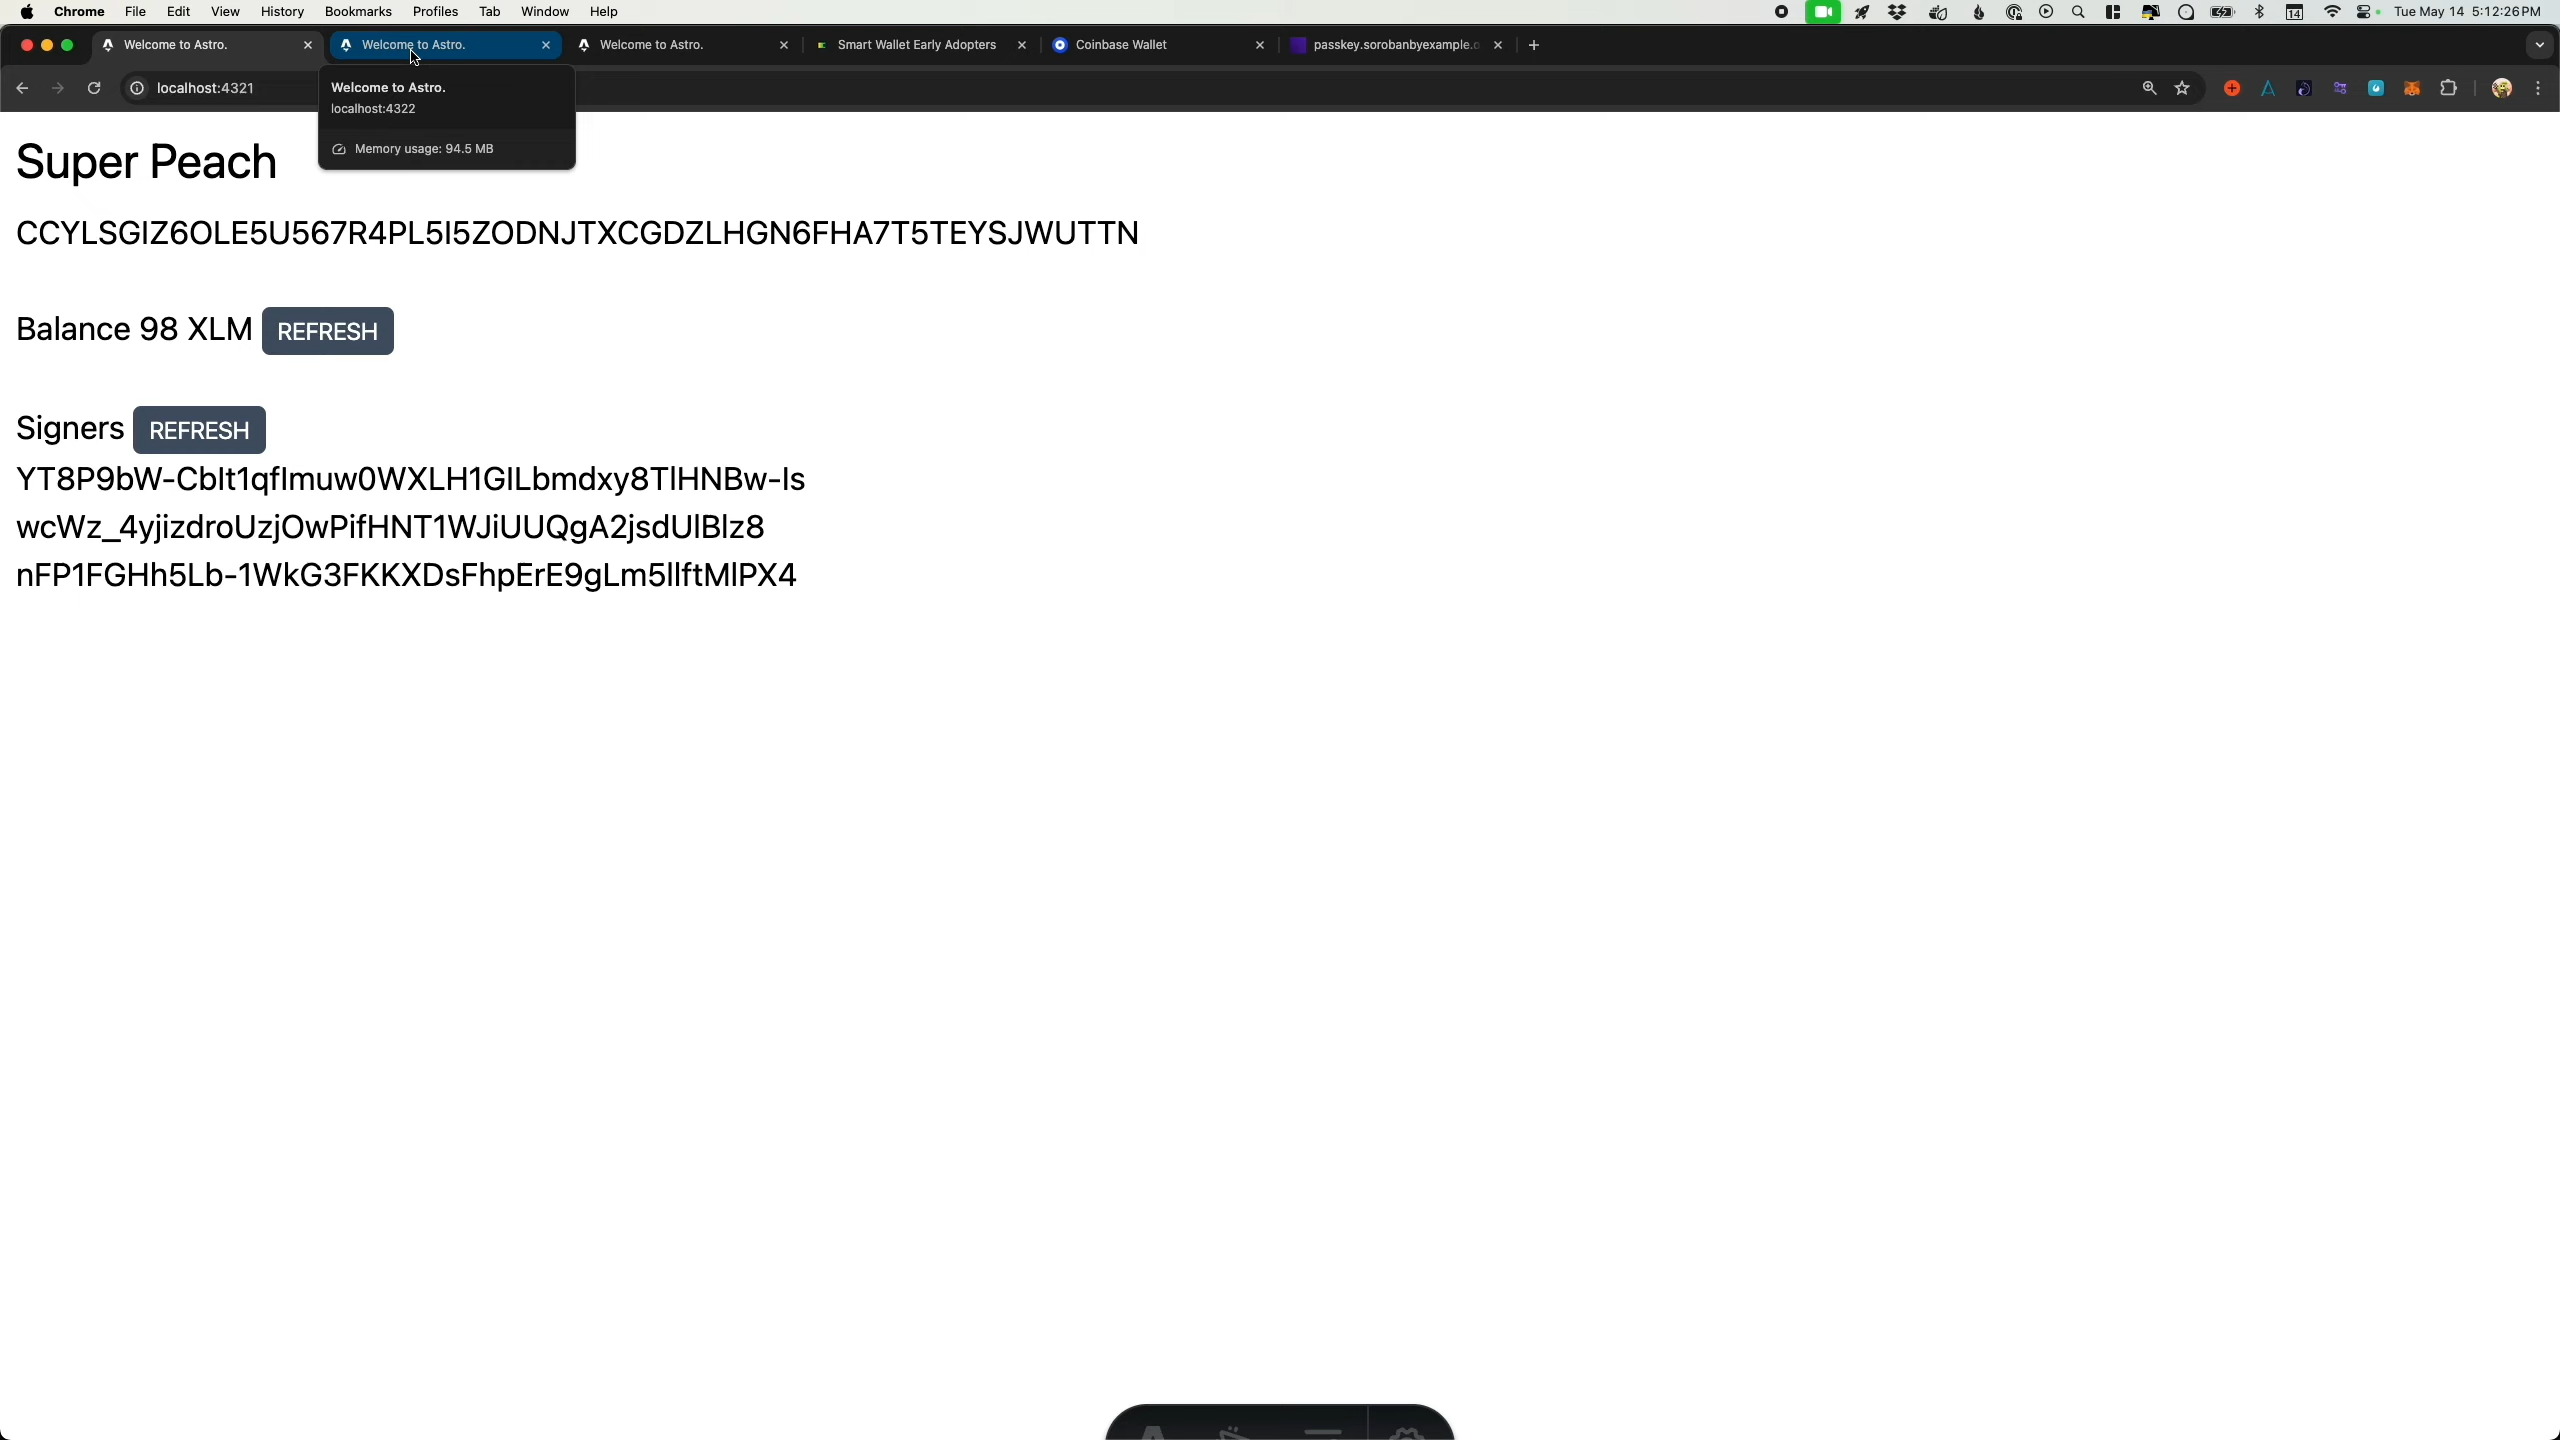 Chrome File Edit View History Bookmarks Profiles Tab Window Help 14 Tue May 14 5:12:26 PM
Welcome to Astro. Welcome to Astro. Welcome to Astro. Smart Wallet Early Adopters Coinbase Wallet passkey.sorobanbyexample.o
localhost:4321
Welcome to Astro.
localhost:4322
Memory usage: 94.5 MB
Super Peach
CCYLSGIZ6OLE5U567R4PL5I5ZODNJTXCGDZLHGN6FHA7T5TEYSJWUTTN
Balance 98 XLM REFRESH
Signers REFRESH
YT8P9bW-CbIt1qfImuw0WXLH1GILbmdxy8TlHNBw-Is
wcWz_4yjizdroUzjOwPifHNT1WJiUUQgA2jsdUlBlz8
nFP1FGHh5Lb-1WkG3FKKXDsFhpErE9gLm5lIftMlPX4